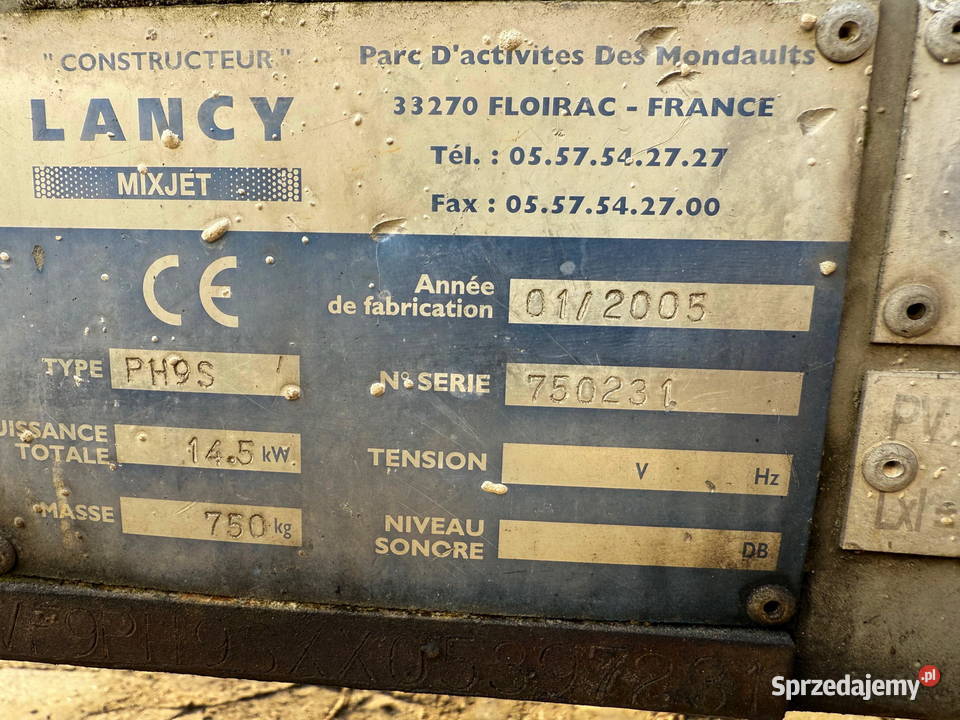 " CONSTRUCTEUR "
LANCY
MIXJET
Parc D'activites Des Mondaults
33270 FLOIRAC - FRANCE
Tél. : 05.57.54.27.27
Fax : 05.57.54.27.00
CE
Année
de fabrication 01/2005
TYPE PH9S
N° SERIE 750231
UISSANCE
TOTALE 14.5 kW
TENSION V Hz
MASSE 750 kg
NIVEAU
SONORE DB
PV
Sprzedajemy.pl